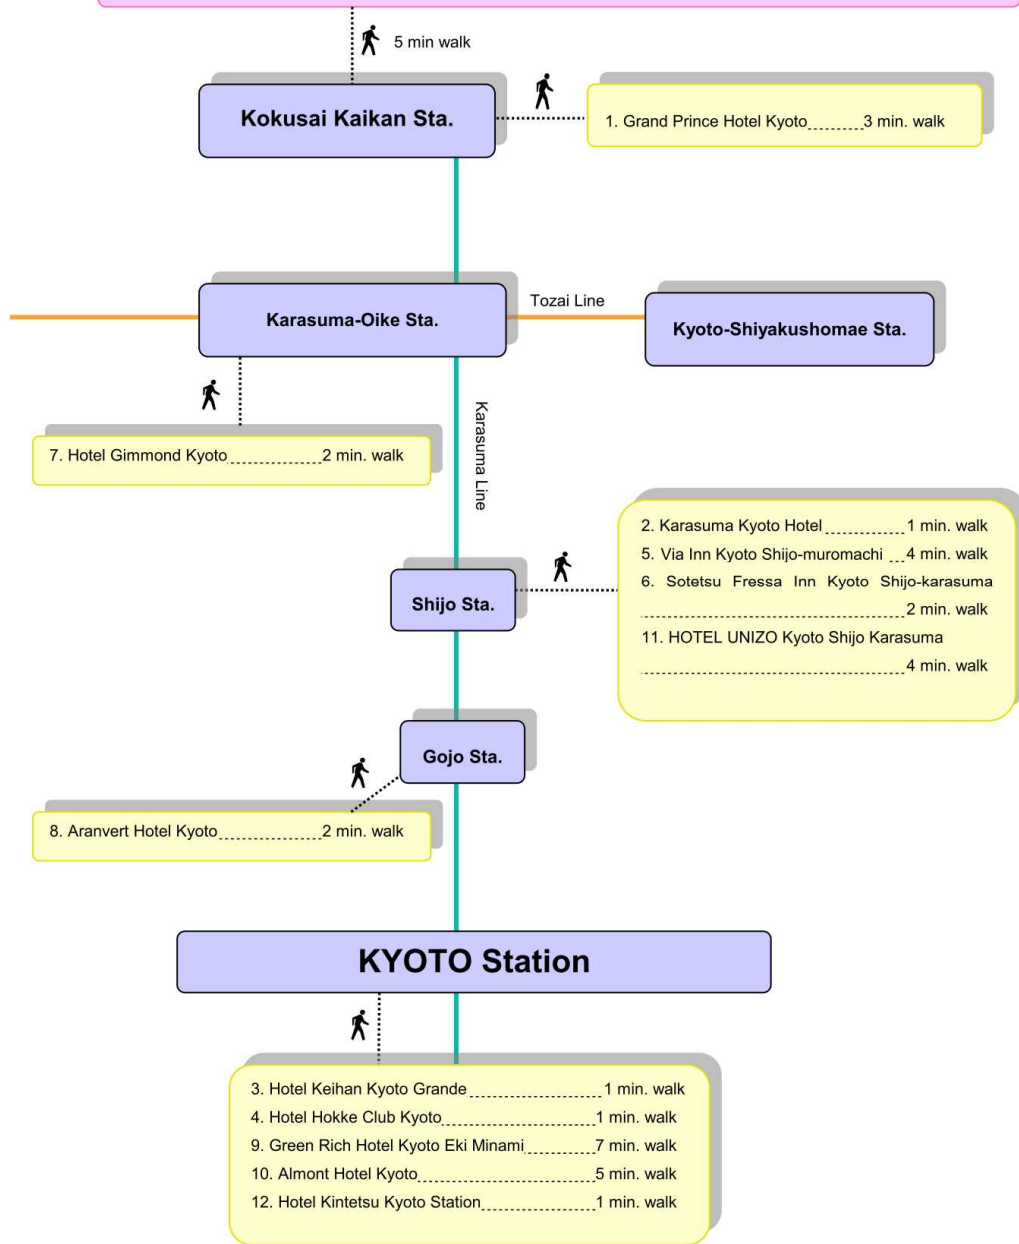 5 min walk
Kokusai Kaikan Sta.
1. Grand Prince Hotel Kyoto 3 min. walk
Tozai Line
Karasuma-Oike Sta.
Kyoto-Shiyakushomae Sta.
7. Hotel Gimmond Kyoto 2 min. walk
Karasuma Line
2. Karasuma Kyoto Hotel 1 min. walk
5. Via Inn Kyoto Shijo-muromachi 4 min. walk
6. Sotetsu Fressa Inn Kyoto Shijo-karasuma
2 min. walk
11. HOTEL UNIZO Kyoto Shijo Karasuma
4 min. walk
Shijo Sta.
Gojo Sta.
8. Aranvert Hotel Kyoto 2 min. walk
KYOTO Station
3. Hotel Keihan Kyoto Grande 1 min. walk
4. Hotel Hokke Club Kyoto 1 min. walk
9. Green Rich Hotel Kyoto Eki Minami 7 min. walk
10. Almont Hotel Kyoto 5 min. walk
12. Hotel Kintetsu Kyoto Station 1 min. walk